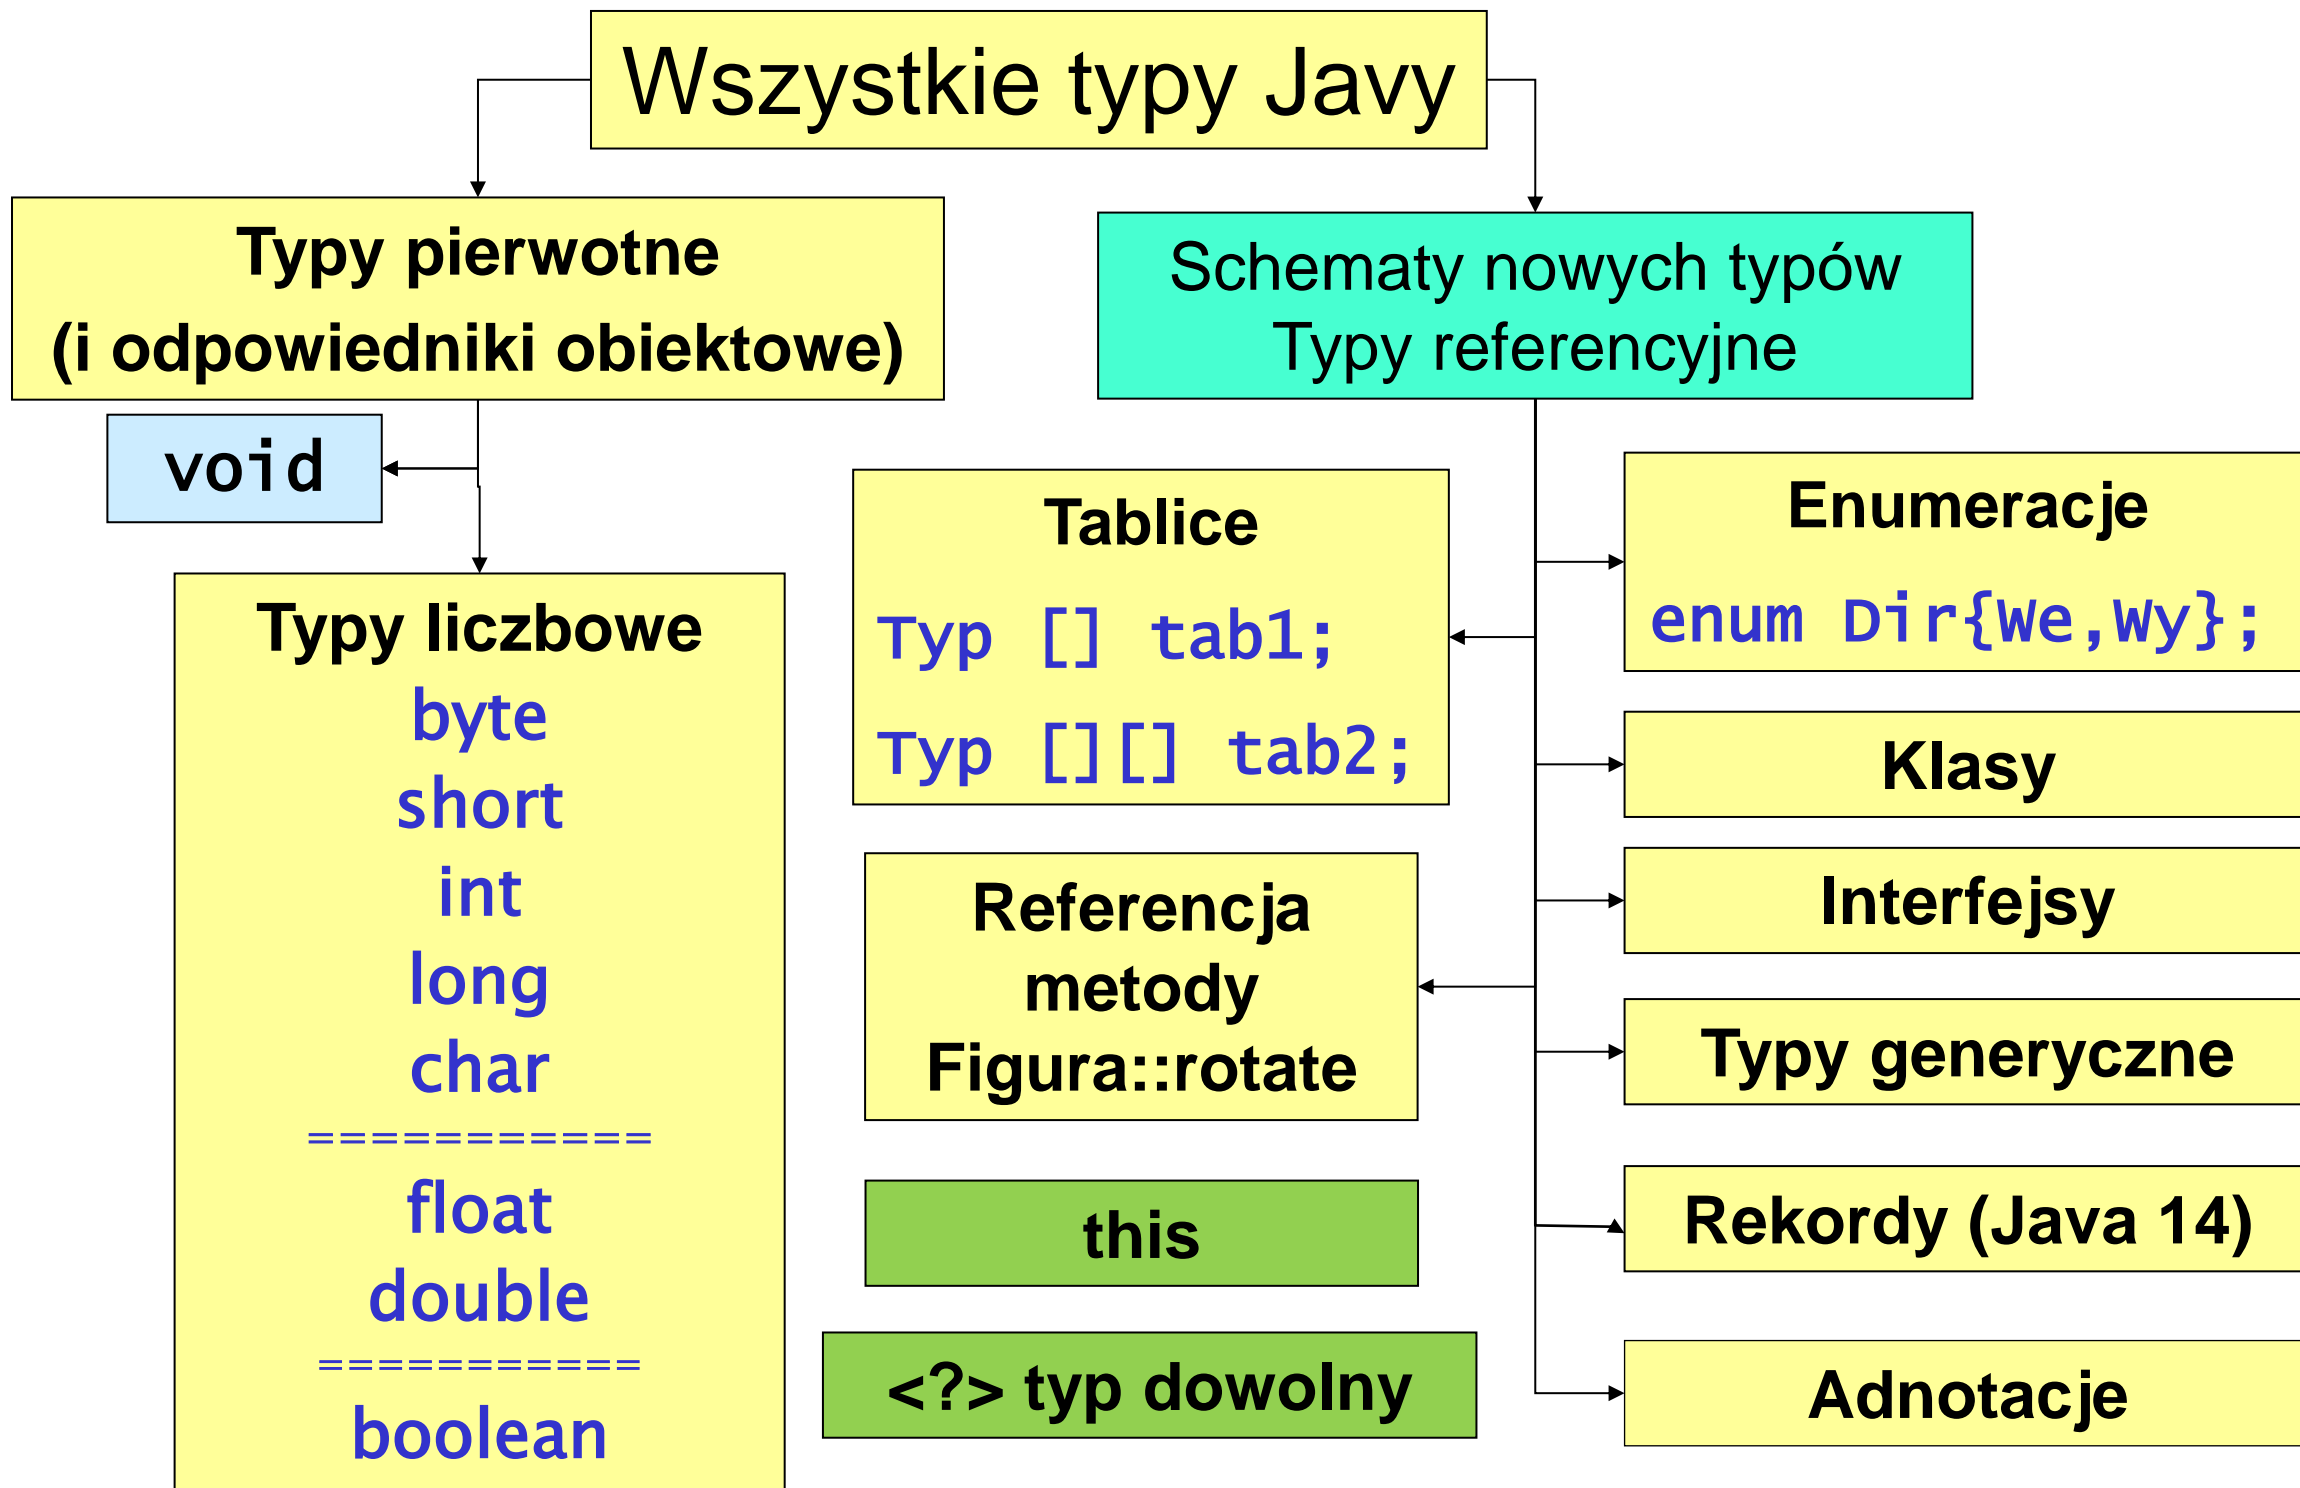 Wszystkie typy Javy
Typy pierwotne
(i odpowiedniki obiektowe)
void
Typy liczbowe
byte
short
int
long
char
===========
float
double
===========
boolean
Schematy nowych typów
Typy referencyjne
Tablice
Typ [] tab1;
Typ [][] tab2;
Referencja
metody
Figura::rotate
this
<?> typ dowolny
Enumeracje
enum Dir{We,Wy};
Klasy
Interfejsy
Typy generyczne
Rekordy (Java 14)
Adnotacje